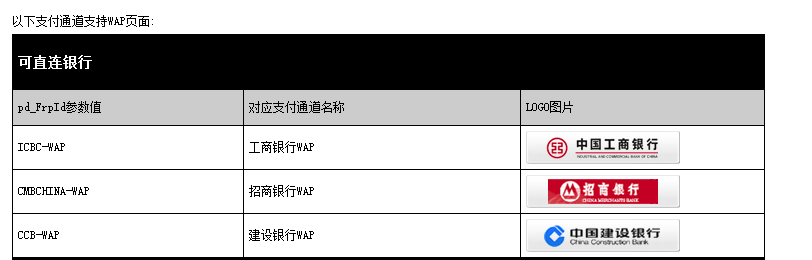 以下支付通道支持WAP页面:
可直连银行
pd_FrpId参数值 对应支付通道名称 LOGO图片
ICBC-WAP 工商银行WAP 中国工商银行
INDUSTRIAL AND COMMERCIAL BANK OF CHINA
CMBCHINA-WAP 招商银行WAP 招商银行
CHINA MERCHANTS BANK
CCB-WAP 建设银行WAP 中国建设银行
China Construction Bank